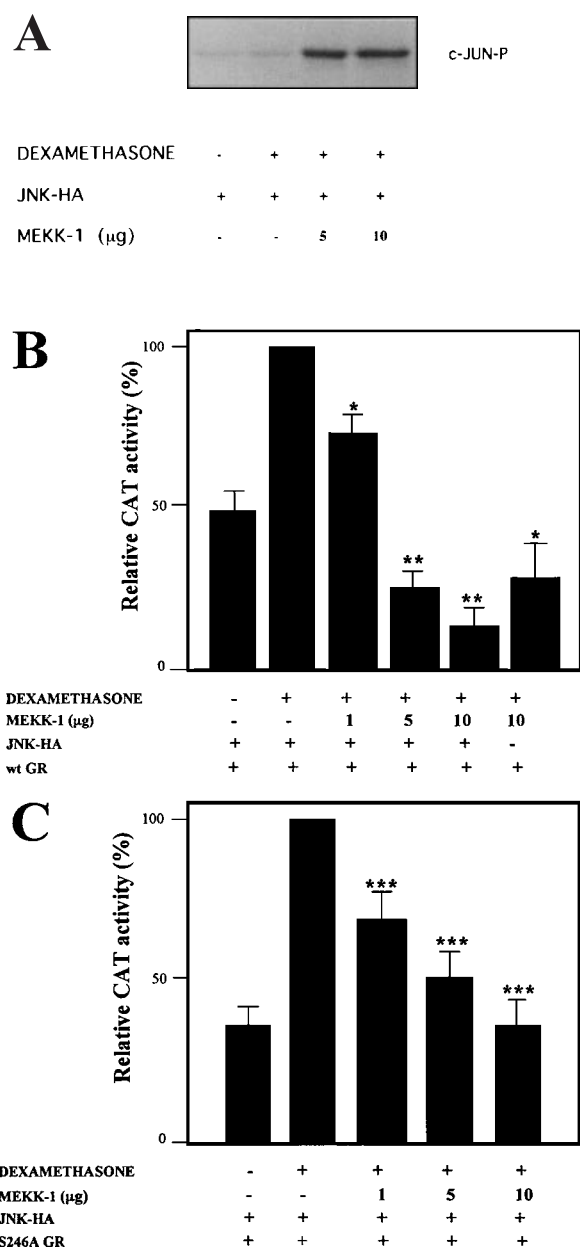 A
c-JUN-P
DEXAMETHASONE - + + +
JNK-HA + + + +
MEKK-1 (µg) - - 5 10
B
Relative CAT activity (%)
100
50
0
*
**
**
*
DEXAMETHASONE - + + + + +
MEKK-1 (µg) - - 1 5 10 10
JNK-HA + + + + + -
wt GR + + + + + +
C
Relative CAT activity (%)
100
50
0
***
***
***
DEXAMETHASONE - + + + +
MEKK-1 (µg) - - 1 5 10
JNK-HA + + + + +
S246A GR + + + + +